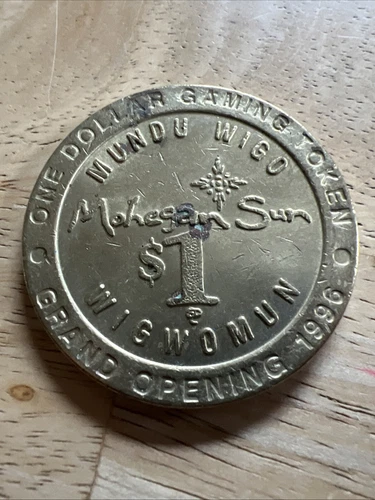 ONE DOLLAR GAMING TOKEN
MUNDU WIGO
Mohegan Sun
$1
WIGWOMUN
GRAND OPENING 1996